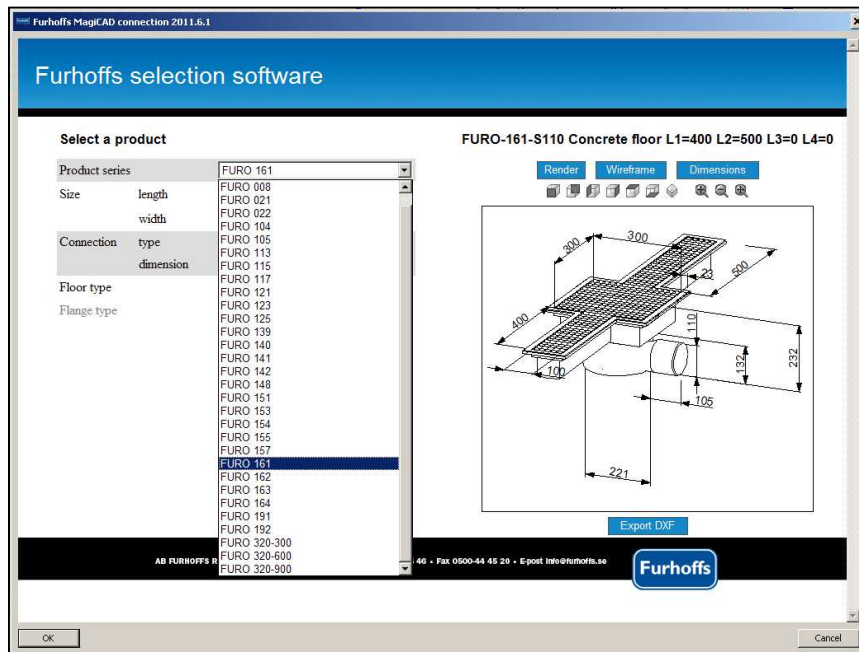 Furhoffs MagiCAD connection 2011.6.1
Furhoffs selection software
Select a product
Product series
FURO 161
Size
length
width
Connection
type
dimension
Floor type
Flange type
FURO 008
FURO 021
FURO 022
FURO 104
FURO 105
FURO 113
FURO 115
FURO 117
FURO 121
FURO 123
FURO 125
FURO 139
FURO 140
FURO 141
FURO 142
FURO 148
FURO 151
FURO 153
FURO 154
FURO 155
FURO 157
FURO 161
FURO 162
FURO 163
FURO 164
FURO 191
FURO 192
FURO 320-300
FURO 320-600
FURO 320-900
FURO-161-S110 Concrete floor L1=400 L2=500 L3=0 L4=0
Render Wireframe Dimensions
300
300
23
500
400
110
100
132
232
105
221
Export DXF
AB FURHOFFS R
46 • Fax 0500-44 45 20 • E-post info@furhoffs.se
Furhoffs
OK
Cancel